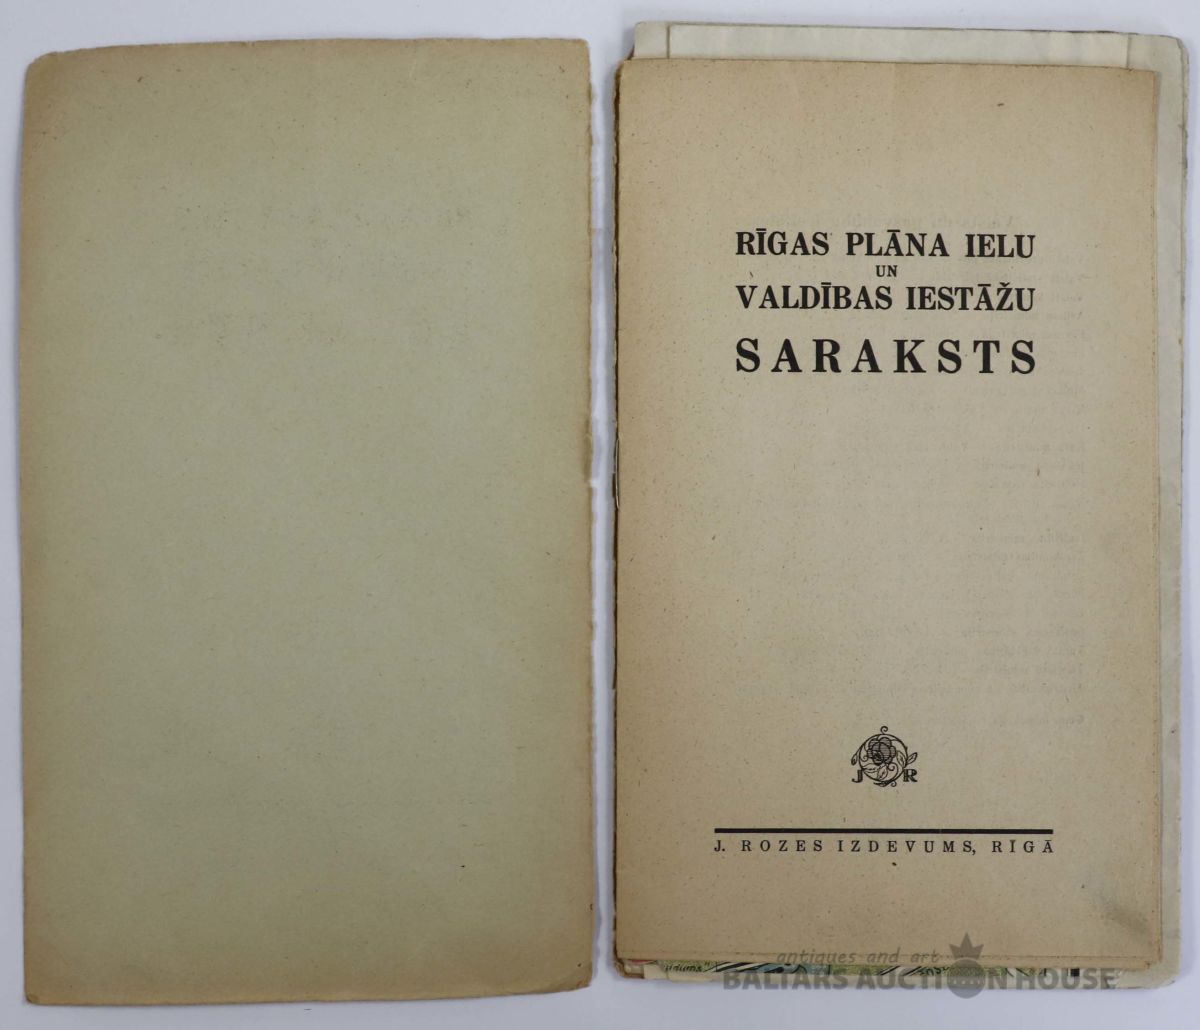 RĪGAS PLĀNA IELU
UN
VALDĪBAS IESTĀŽU
SARAKSTS
J R
J. ROZES IZDEVUMS, RĪGĀ
antiques and art
BALTARS AUCTION HOUSE